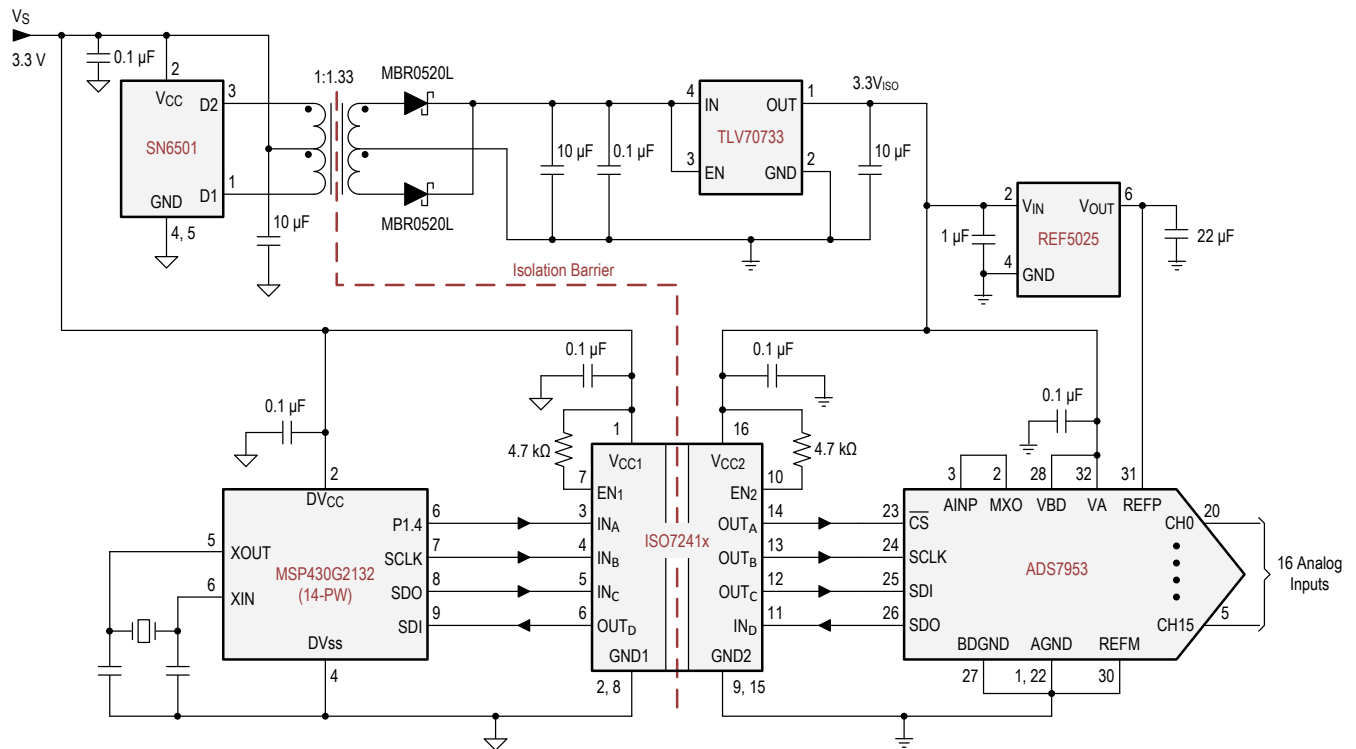 VS
3.3 V
0.1 µF
2
VCC
D2
3
SN6501
D1
1
GND
4, 5
10 µF
1:1.33
MBR0520L
MBR0520L
10 µF
0.1 µF
4
IN
OUT
1
TLV70733
3
EN
GND
2
3.3VISO
10 µF
2
VIN
VOUT
6
REF5025
1 µF
4
GND
22 µF
Isolation Barrier
0.1 µF
2
DVCC
5
XOUT
6
XIN
MSP430G2132
(14-PW)
P1.4
6
SCLK
7
SDO
8
SDI
9
DVss
4
0.1 µF
4.7 kΩ
1
VCC1
7
EN1
3
INA
4
INB
5
INC
6
OUTD
GND1
2, 8
ISO7241x
0.1 µF
4.7 kΩ
16
VCC2
EN2
10
OUTA
14
OUTB
13
OUTC
12
IND
11
GND2
9, 15
0.1 µF
3
2
28
32
31
AINP
MXO
VBD
VA
REFP
23
CS
24
SCLK
25
SDI
26
SDO
ADS7953
CH0
20
CH15
5
16 Analog
Inputs
BDGND
AGND
REFM
27
1, 22
30